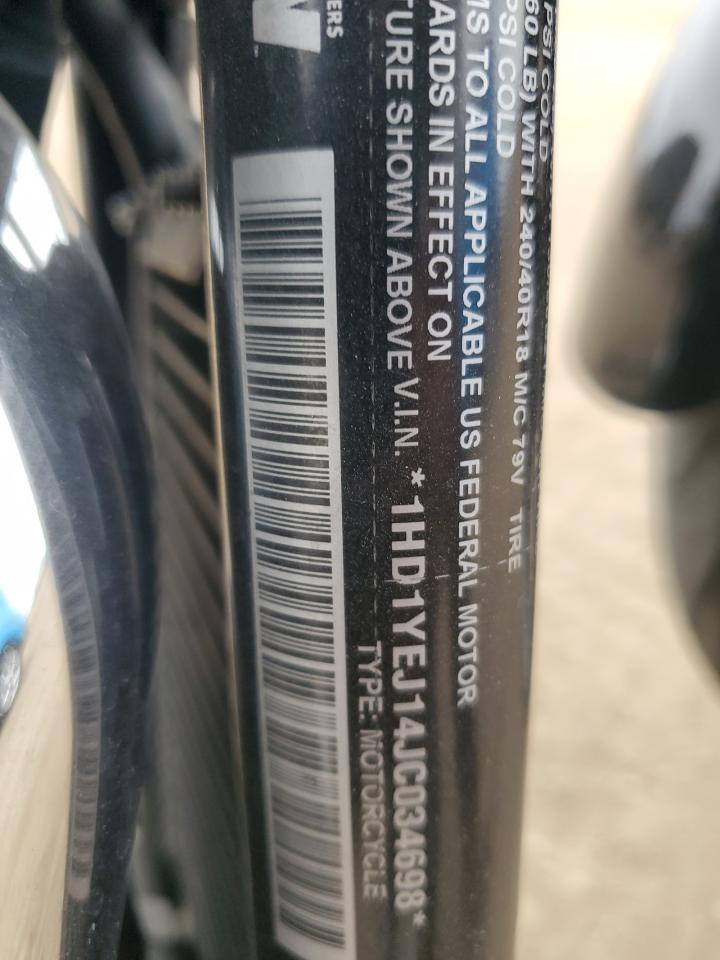 PSI COLD
60 LB) WITH 240/40R18 M/C 79V TIRE
PSI COLD
MS TO ALL APPLICABLE US FEDERAL MOTOR
ARDS IN EFFECT ON
TURE SHOWN ABOVE V.I.N. *1HD1YEJ14JC034698*
TYPE: MOTORCYCLE
ERS